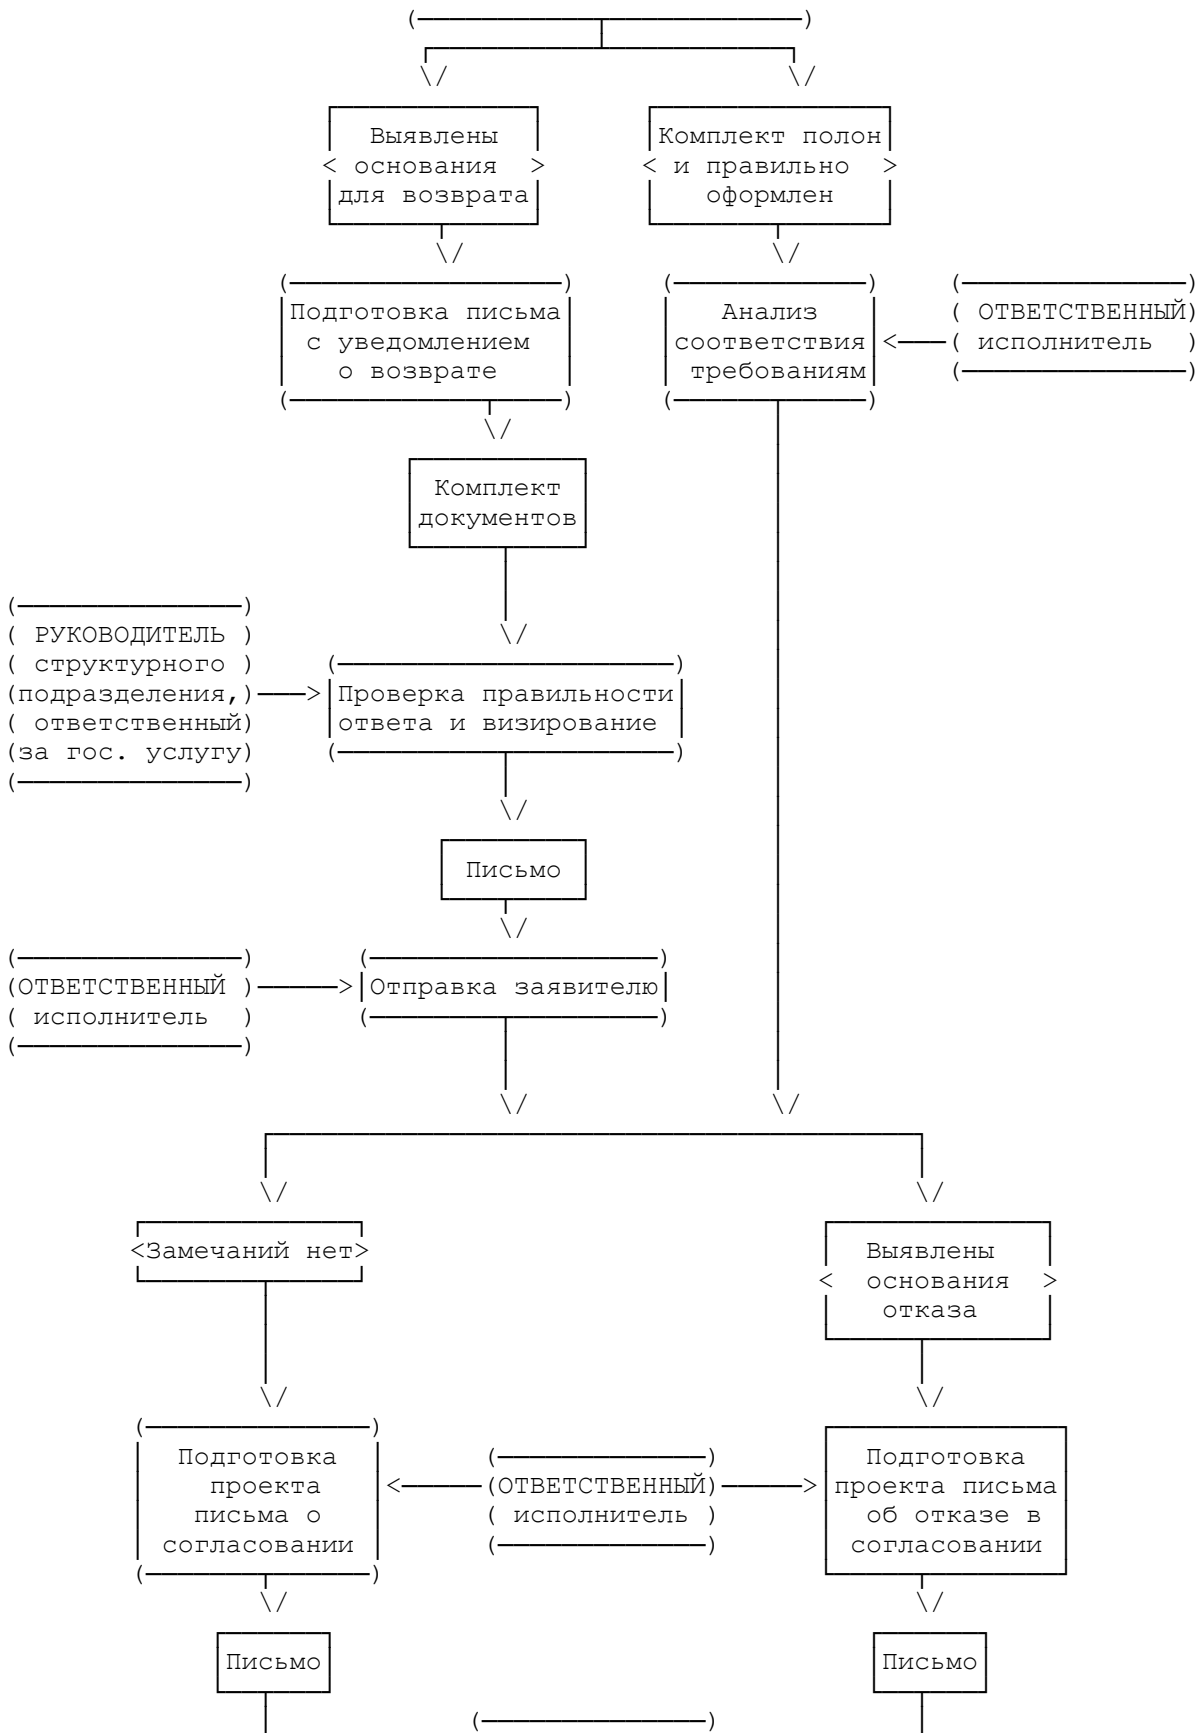 Выявлены
основания
для возврата
Комплект полон
и правильно
оформлен
Подготовка письма
с уведомлением
о возврате
Анализ
соответствия
требованиям
ОТВЕТСТВЕННЫЙ
исполнитель
Комплект
документов
РУКОВОДИТЕЛЬ
структурного
подразделения,
ответственный
за гос. услугу
Проверка правильности
ответа и визирование
Письмо
ОТВЕТСТВЕННЫЙ
исполнитель
Отправка заявителю
Замечаний нет
Выявлены
основания
отказа
Подготовка
проекта
письма о
согласовании
ОТВЕТСТВЕННЫЙ
исполнитель
Подготовка
проекта письма
об отказе в
согласовании
Письмо
Письмо